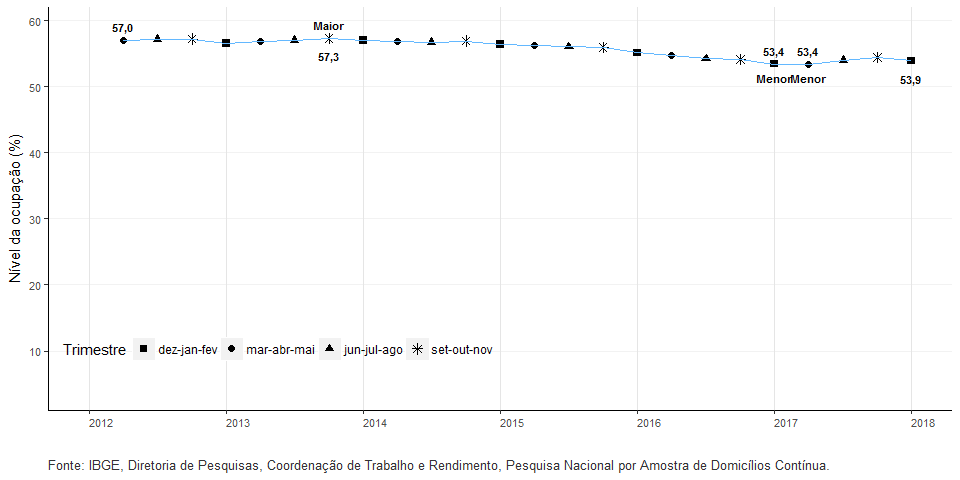 60
50
40
30
20
10
Nível da ocupação (%)
57,0
Maior
57,3
53,4
53,4
Menor
Menor
53,9
Trimestre dez-jan-fev mar-abr-mai jun-jul-ago set-out-nov
2012 2013 2014 2015 2016 2017 2018
Fonte: IBGE, Diretoria de Pesquisas, Coordenação de Trabalho e Rendimento, Pesquisa Nacional por Amostra de Domicílios Contínua.